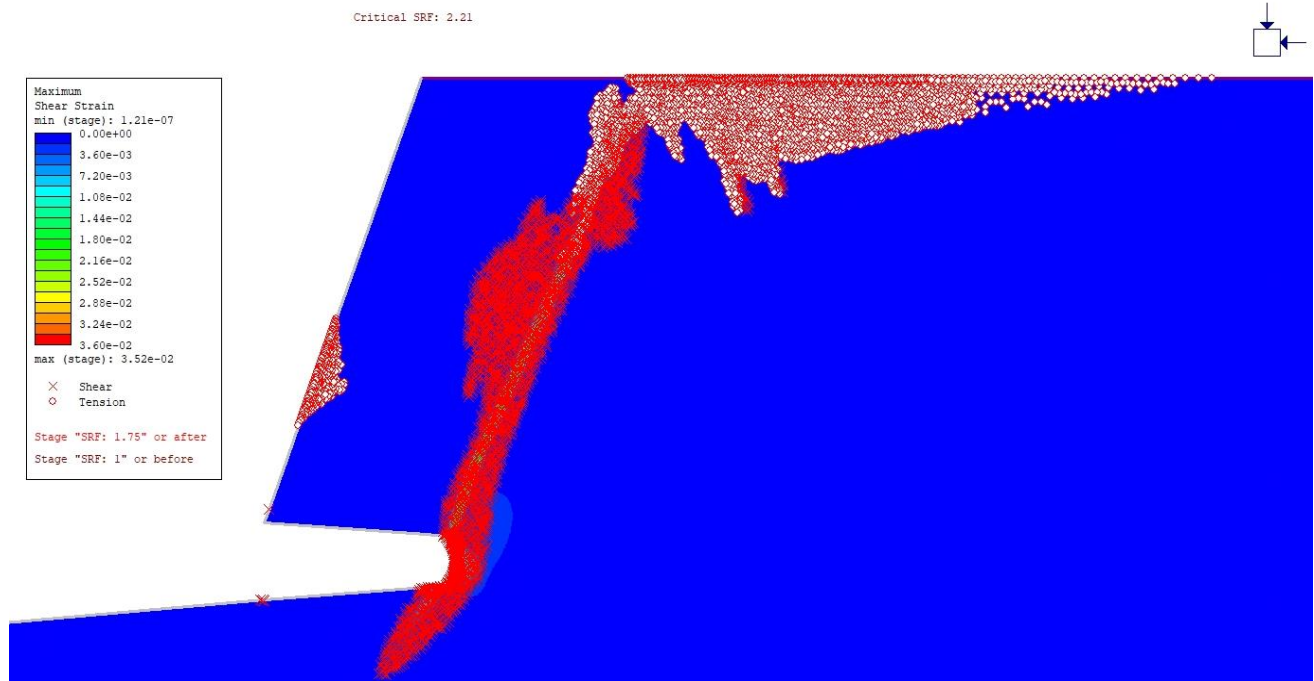 Critical SRF: 2.21
Maximum
Shear Strain
min (stage): 1.21e-07
0.00e+00
3.60e-03
7.20e-03
1.08e-02
1.44e-02
1.80e-02
2.16e-02
2.52e-02
2.88e-02
3.24e-02
3.60e-02
max (stage): 3.52e-02
Shear
Tension
Stage "SRF: 1.75" or after
Stage "SRF: 1" or before